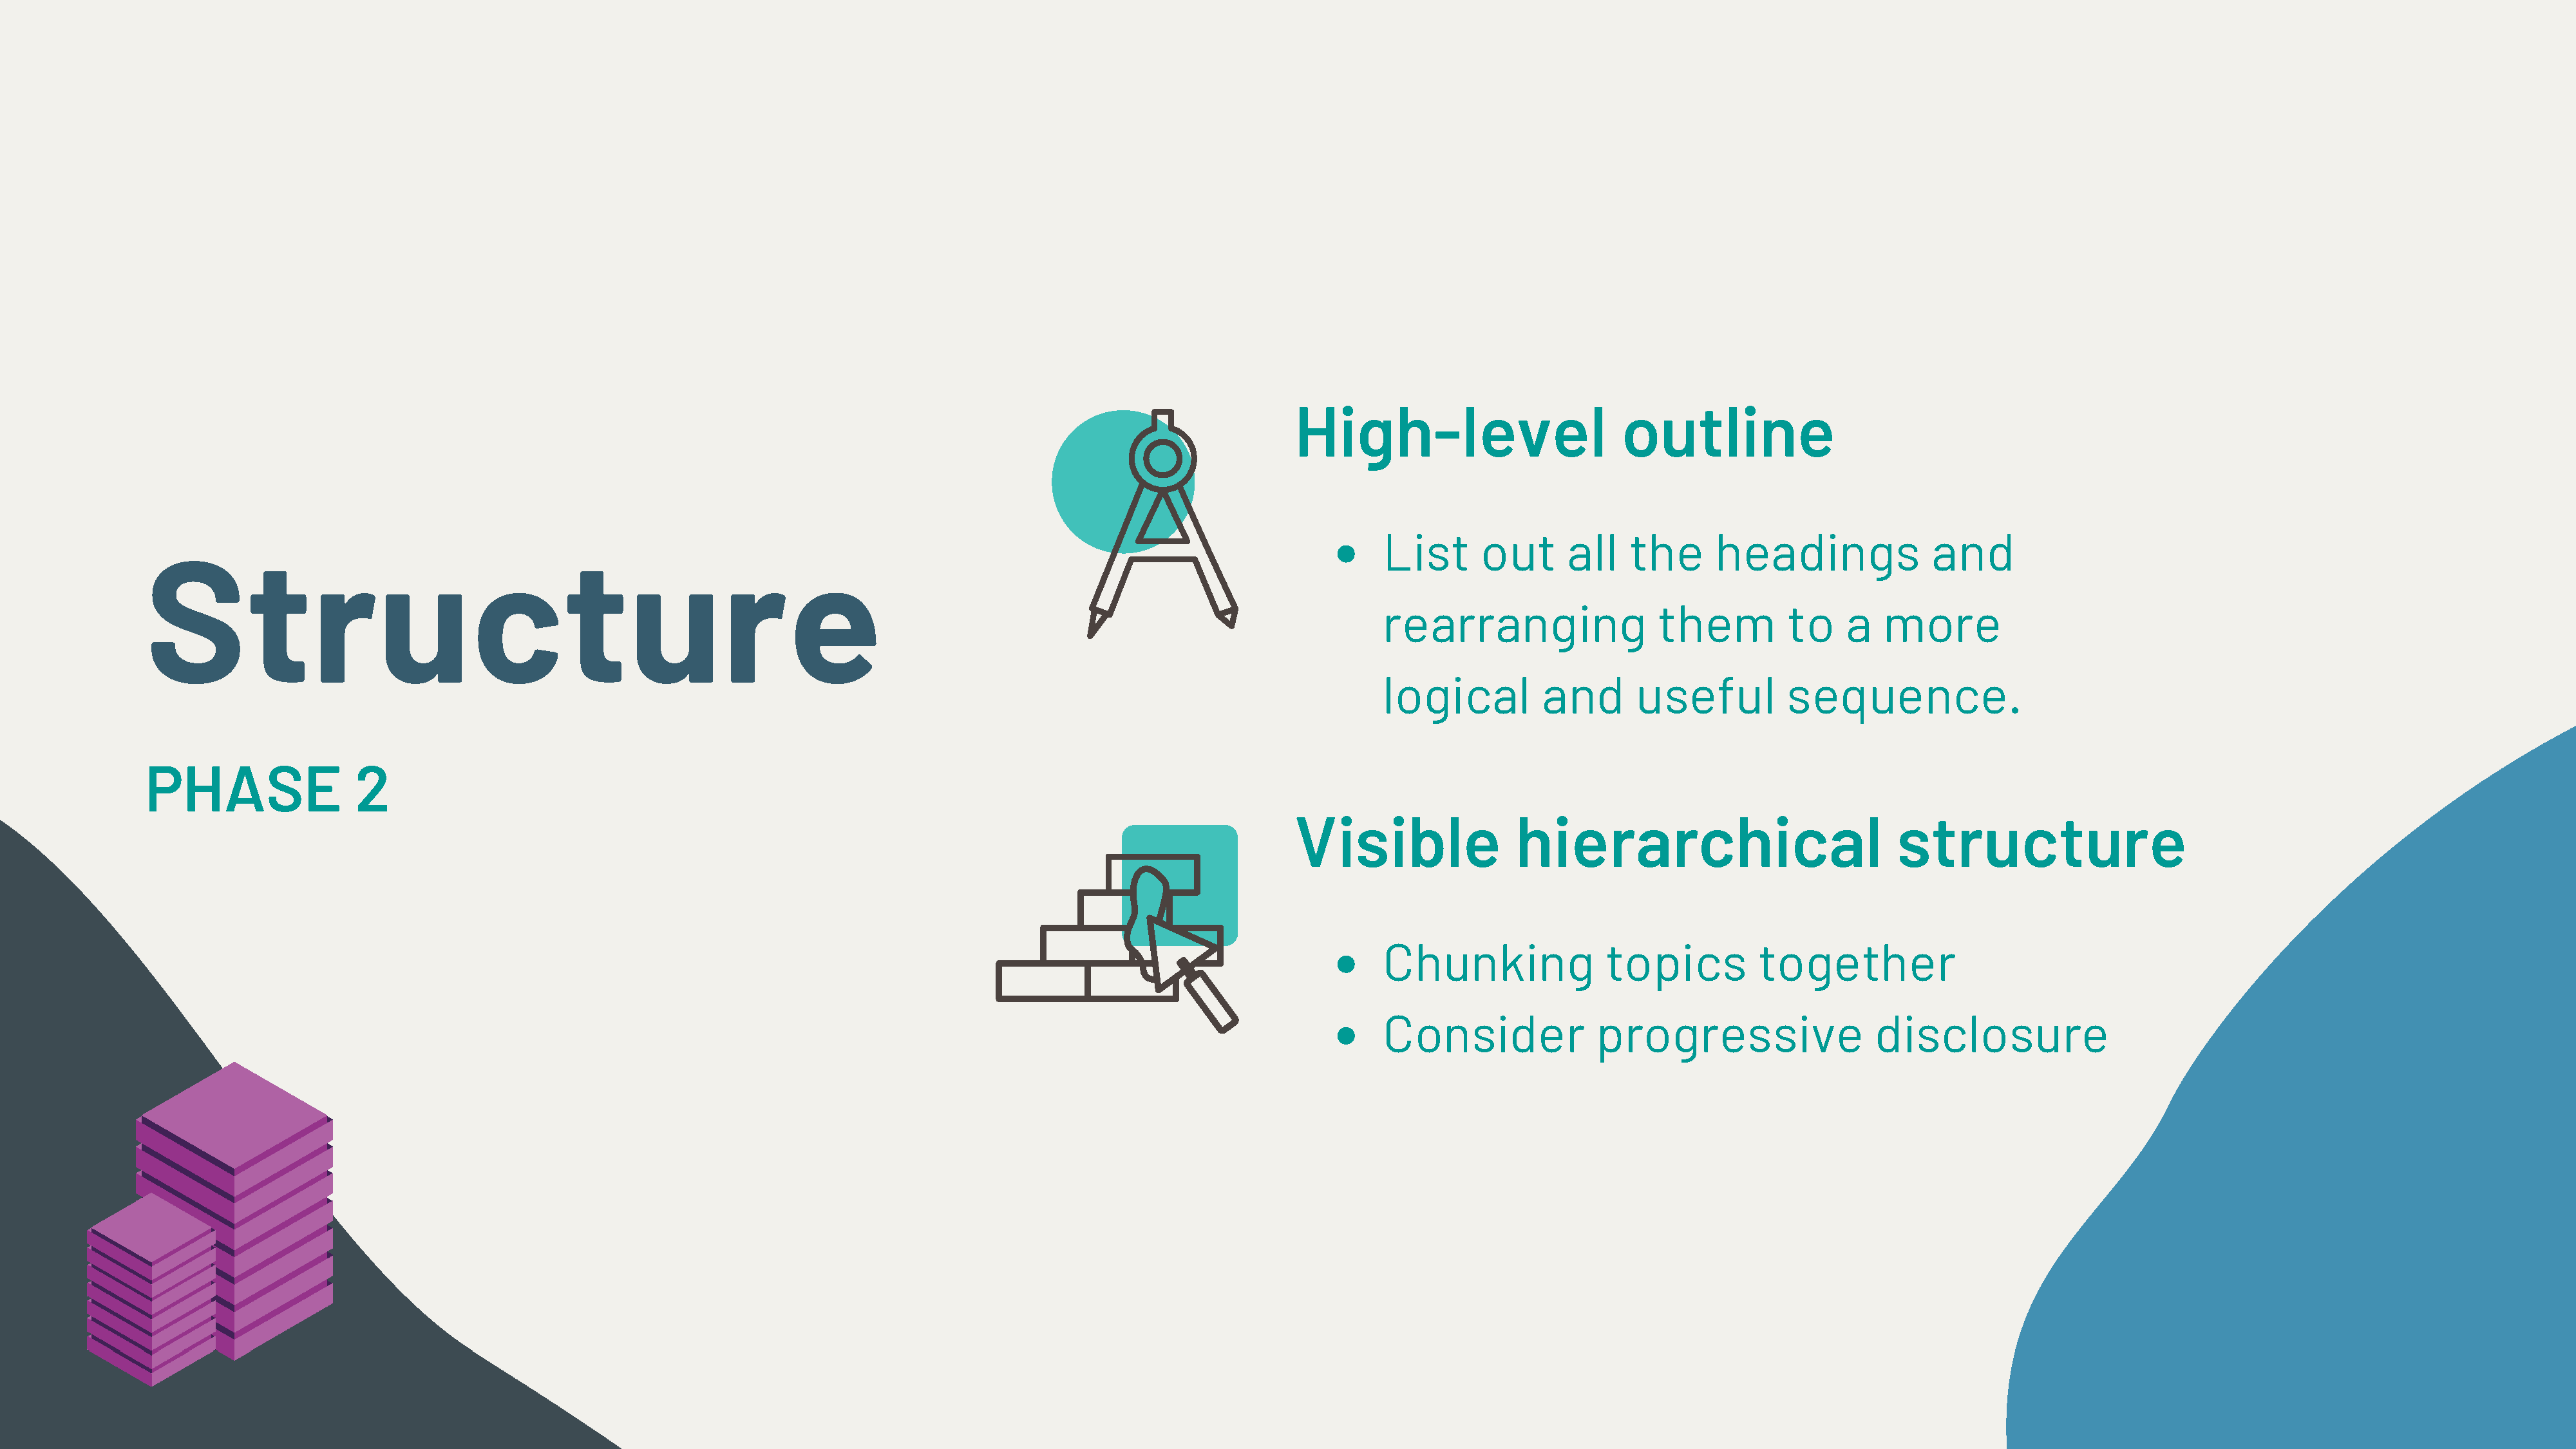 Structure
PHASE 2
High-level outline
• List out all the headings and
rearranging them to a more
logical and useful sequence.
Visible hierarchical structure
• Chunking topics together
• Consider progressive disclosure